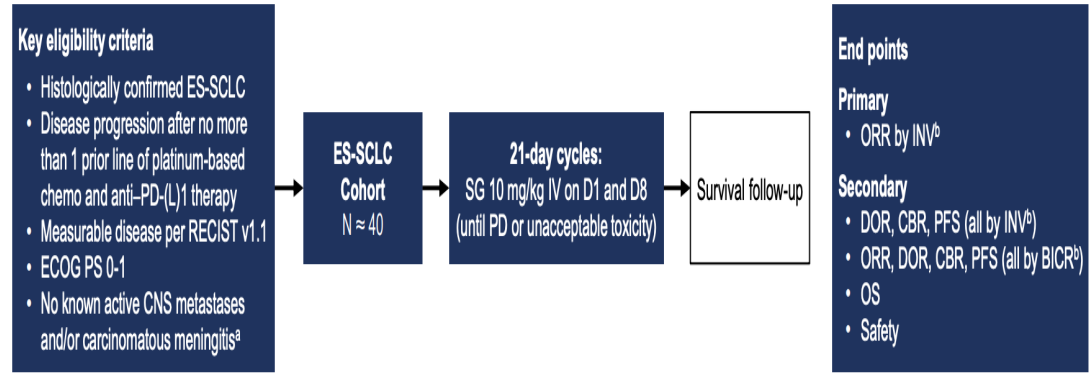 Key eligibility criteria
• Histologically confirmed ES-SCLC
• Disease progression after no more
than 1 prior line of platinum-based
chemo and anti–PD-(L)1 therapy
• Measurable disease per RECIST v1.1
• ECOG PS 0-1
• No known active CNS metastases
and/or carcinomatous meningitisᵃ
ES-SCLC
Cohort
N ≈ 40
21-day cycles:
SG 10 mg/kg IV on D1 and D8
(until PD or unacceptable toxicity)
Survival follow-up
End points
Primary
• ORR by INVᵇ
Secondary
• DOR, CBR, PFS (all by INVᵇ)
• ORR, DOR, CBR, PFS (all by BICRᵇ)
• OS
• Safety